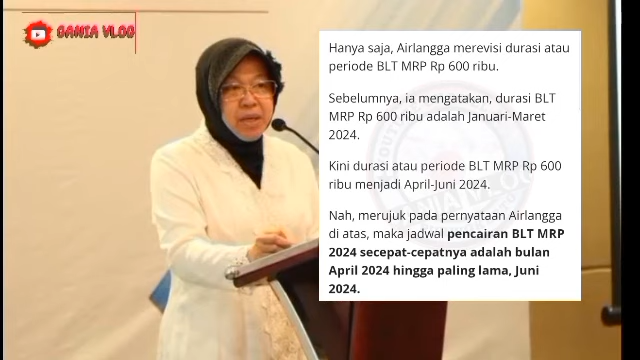 GANIA VLOG
Hanya saja, Airlangga merevisi durasi atau
periode BLT MRP Rp 600 ribu.
Sebelumnya, ia mengatakan, durasi BLT
MRP Rp 600 ribu adalah Januari-Maret
2024.
Kini durasi atau periode BLT MRP Rp 600
ribu menjadi April-Juni 2024.
Nah, merujuk pada pernyataan Airlangga
di atas, maka jadwal pencairan BLT MRP
2024 secepat-cepatnya adalah bulan
April 2024 hingga paling lama, Juni
2024.